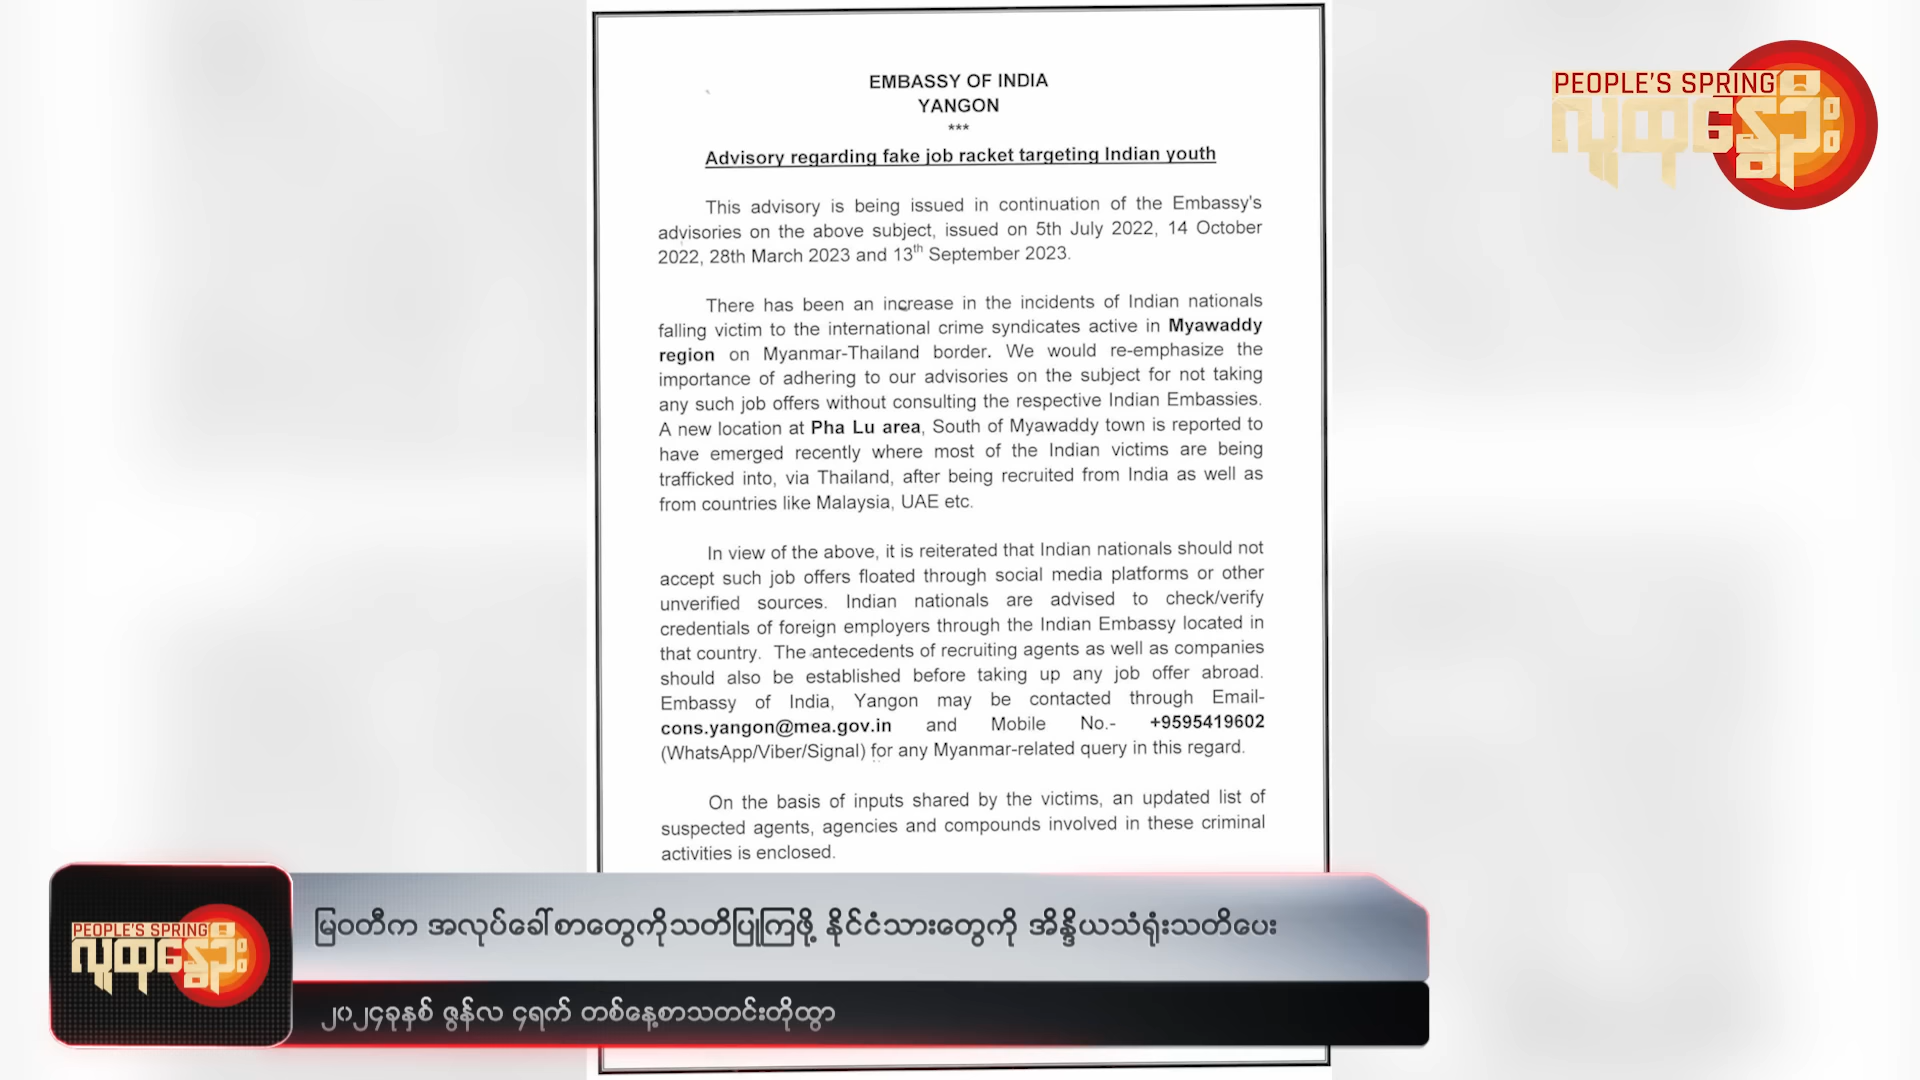 EMBASSY OF INDIA
YANGON
***
Advisory regarding fake job racket targeting Indian youth
This advisory is being issued in continuation of the Embassy's
advisories on the above subject, issued on 5th July 2022, 14 October
2022, 28th March 2023 and 13th September 2023.
There has been an increase in the incidents of Indian nationals
falling victim to the international crime syndicates active in Myawaddy
region on Myanmar-Thailand border. We would re-emphasize the
importance of adhering to our advisories on the subject for not taking
any such job offers without consulting the respective Indian Embassies.
A new location at Pha Lu area, South of Myawaddy town is reported to
have emerged recently where most of the Indian victims are being
trafficked into, via Thailand, after being recruited from India as well as
from countries like Malaysia, UAE etc.
In view of the above, it is reiterated that Indian nationals should not
accept such job offers floated through social media platforms or other
unverified sources. Indian nationals are advised to check/verify
credentials of foreign employers through the Indian Embassy located in
that country. The antecedents of recruiting agents as well as companies
should also be established before taking up any job offer abroad.
Embassy of India, Yangon may be contacted through Email-
cons.yangon@mea.gov.in and Mobile No.- +9595419602
(WhatsApp/Viber/Signal) for any Myanmar-related query in this regard.
On the basis of inputs shared by the victims, an updated list of
suspected agents, agencies and compounds involved in these criminal
activities is enclosed.
PEOPLE'S SPRING
လူထုနွေဦး
PEOPLE'S SPRING
လူထုနွေဦး
မြဝတီက အလုပ်ခေါ်စာတွေကိုသတိပြုကြဖို့ နိုင်ငံသားတွေကို အိန္ဒိယသံရုံးသတိပေး
၂၀၂၄ခုနှစ် ဇွန်လ ၄ရက် တစ်နေ့စာသတင်းတိုထွာ